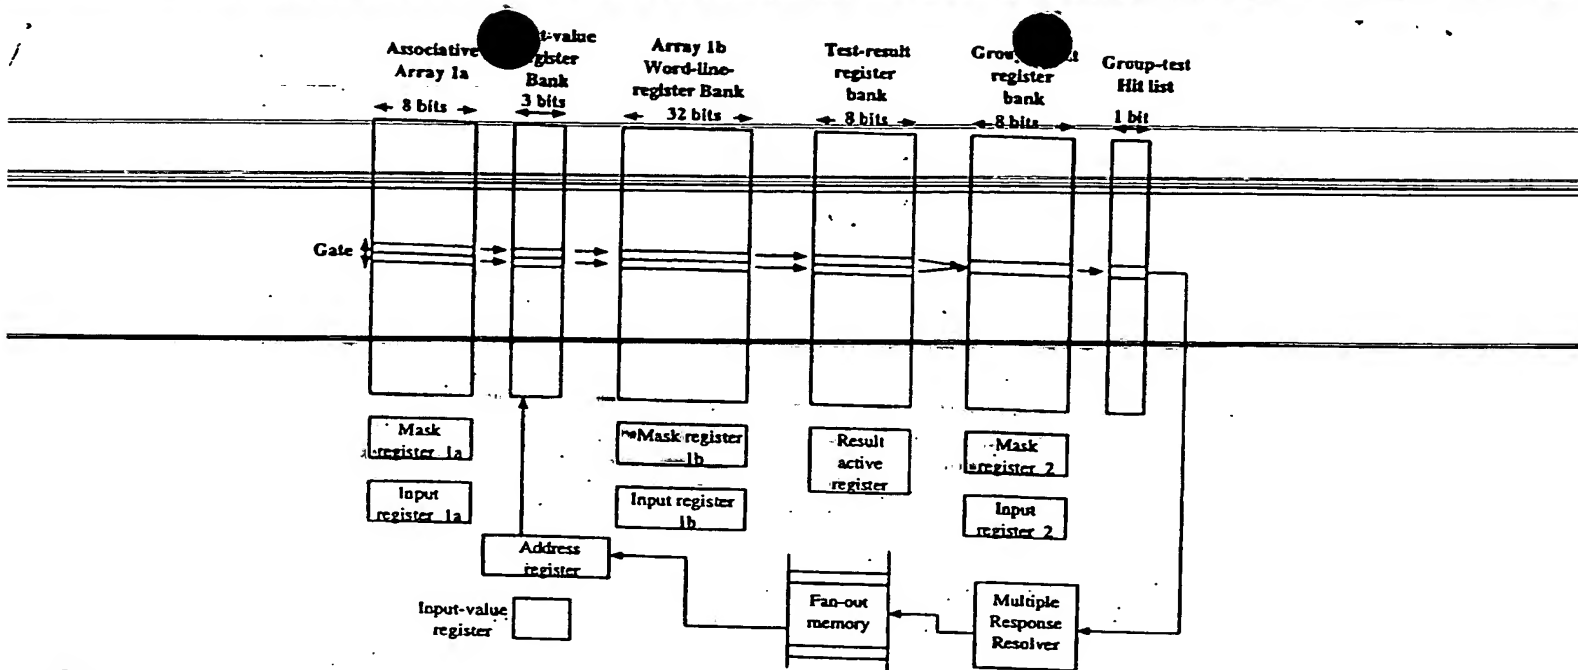 Associative
Array 1a
8 bits
-value
gister
Bank
3 bits
Array 1b
Word-line-
register Bank
32 bits
Test-result
register
bank
8 bits
register
bank
8 bits
Group-test
Hit list
1 bit
Gate
Mask
register 1a
Input
register 1a
Mask register
1b
Input register
1b
Result
active
register
Mask
register 2
Input
register 2
Address
register
Input-value
register
Fan-out
memory
Multiple
Response
Resolver